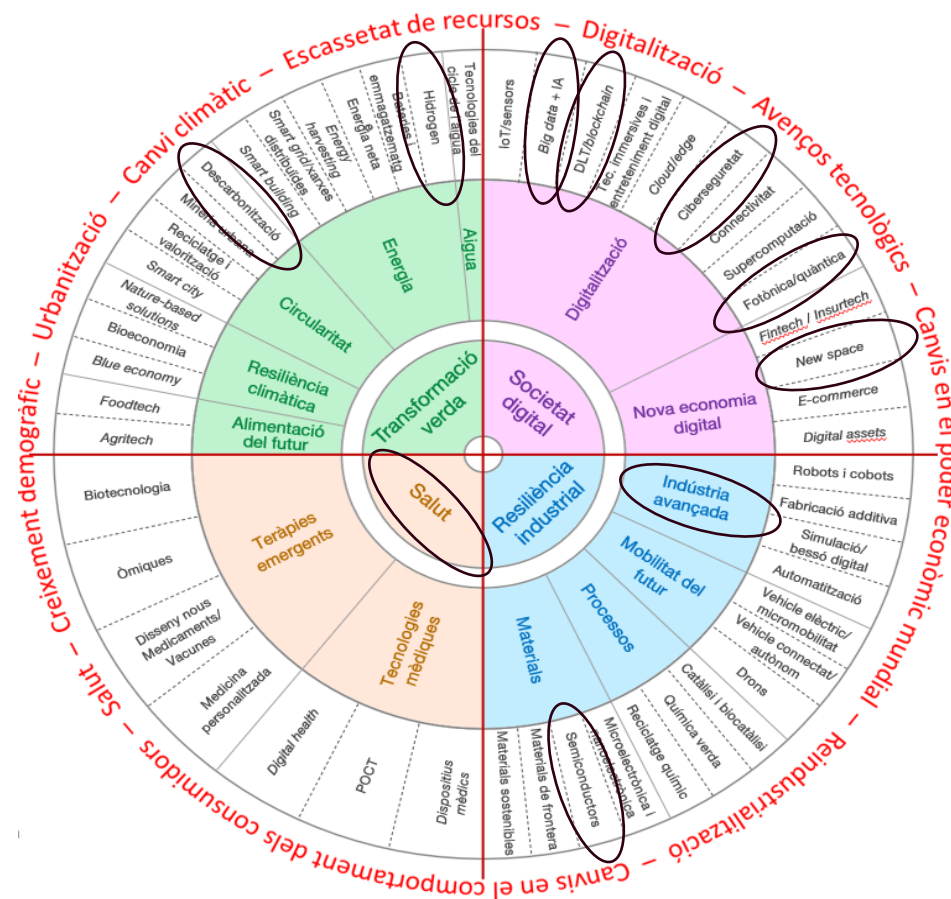 Creixement demogràfic – Urbanització – Canvi climàtic – Escassetat de recursos – Digitalització – Avenços tecnològics – Canvis en el poder econòmic mundial – Reindustrialització – Canvis en el comportament dels consumidors – Salut –
Transformació
verda
Aigua
Tecnologies del
cicle de l'aigua
Energia
Hidrogen
Bateries i
emmagatzematg
e
Energia neta
Energy
harvesting
Smart grid/xarxes
distribuïdes
Smart building
Circularitat
Descarbonització
Mineria urbana
Reciclatge i
valorització
Smart city
Resiliència
climàtica
Nature-based
solutions
Bioeconomia
Blue economy
Alimentació
del futur
Foodtech
Agritech
Societat
digital
Digitalització
IoT/sensors
Big data + IA
DLT/blockchain
Tec. immersives i
entreteniment digital
Cloud/edge
Ciberseguretat
Connectivitat
Supercomputació
Fotònica/quàntica
Nova economia
digital
Fintech / Insurtech
New space
E-commerce
Digital assets
Resiliència
industrial
Indústria
avançada
Robots i cobots
Fabricació additiva
Simulació/
bessó digital
Automatització
Mobilitat del
futur
Vehicle elèctric/
micromobilitat
Vehicle connectat/
autònom
Drons
Processos
Catàlisi i biocatàlisi
Química verda
Reciclatge químic
Materials
Microelectrònica i
nanoelectrònica
Semiconductors
Materials de frontera
Materials sostenibles
Salut
Tecnologies
mèdiques
Dispositius
mèdics
POCT
Digital health
Teràpies
emergents
Medicina
personalitzada
Disseny nous
Medicaments/
Vacunes
Òmiques
Biotecnologia